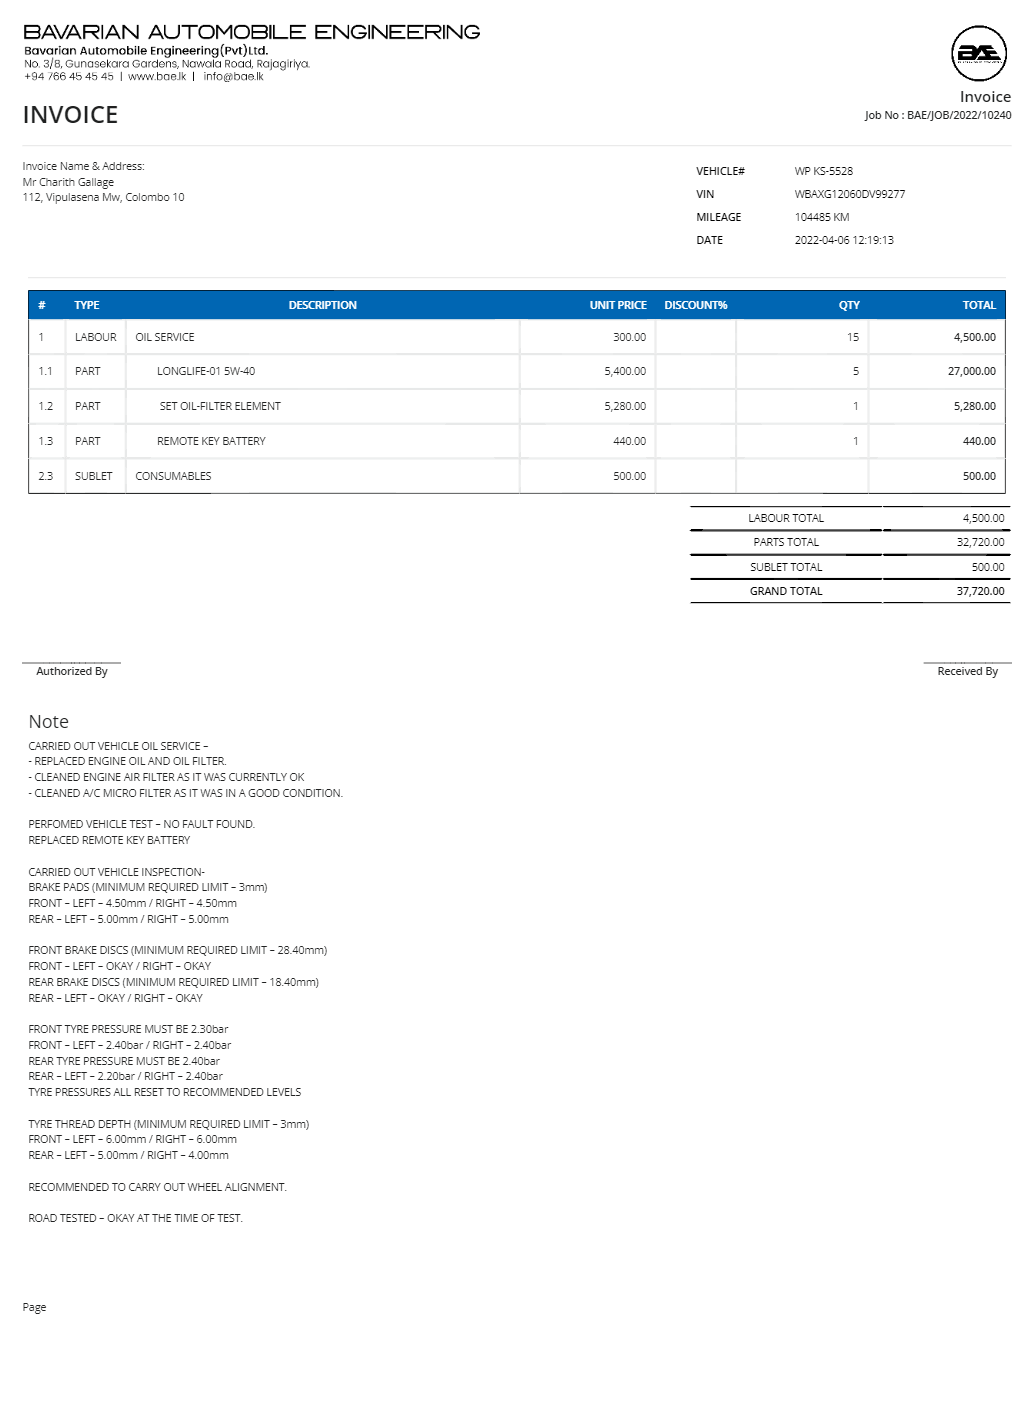 BAVARIAN AUTOMOBILE ENGINEERING
Bavarian Automobile Engineering(Pvt)Ltd.
No. 3/8, Gunasekara Gardens, Nawala Road, Rajagiriya.
+94 766 45 45 45 | www.bae.lk | info@bae.lk
BAE
Invoice
INVOICE
Job No : BAE/JOB/2022/10240
Invoice Name & Address:
Mr Charith Gallage
112, Vipulasena Mw, Colombo 10
VEHICLE# WP KS-5528
VIN WBAXG12060DV99277
MILEAGE 104485 KM
DATE 2022-04-06 12:19:13
# TYPE DESCRIPTION UNIT PRICE DISCOUNT% QTY TOTAL
1 LABOUR OIL SERVICE 300.00 15 4,500.00
1.1 PART LONGLIFE-01 5W-40 5,400.00 5 27,000.00
1.2 PART SET OIL-FILTER ELEMENT 5,280.00 1 5,280.00
1.3 PART REMOTE KEY BATTERY 440.00 1 440.00
2.3 SUBLET CONSUMABLES 500.00 500.00
LABOUR TOTAL 4,500.00
PARTS TOTAL 32,720.00
SUBLET TOTAL 500.00
GRAND TOTAL 37,720.00
Authorized By Received By
Note
CARRIED OUT VEHICLE OIL SERVICE –
- REPLACED ENGINE OIL AND OIL FILTER.
- CLEANED ENGINE AIR FILTER AS IT WAS CURRENTLY OK
- CLEANED A/C MICRO FILTER AS IT WAS IN A GOOD CONDITION.
PERFOMED VEHICLE TEST – NO FAULT FOUND.
REPLACED REMOTE KEY BATTERY
CARRIED OUT VEHICLE INSPECTION-
BRAKE PADS (MINIMUM REQUIRED LIMIT – 3mm)
FRONT – LEFT – 4.50mm / RIGHT – 4.50mm
REAR – LEFT – 5.00mm / RIGHT – 5.00mm
FRONT BRAKE DISCS (MINIMUM REQUIRED LIMIT – 28.40mm)
FRONT – LEFT – OKAY / RIGHT – OKAY
REAR BRAKE DISCS (MINIMUM REQUIRED LIMIT – 18.40mm)
REAR – LEFT – OKAY / RIGHT – OKAY
FRONT TYRE PRESSURE MUST BE 2.30bar
FRONT – LEFT – 2.40bar / RIGHT – 2.40bar
REAR TYRE PRESSURE MUST BE 2.40bar
REAR – LEFT – 2.20bar / RIGHT – 2.40bar
TYRE PRESSURES ALL RESET TO RECOMMENDED LEVELS
TYRE THREAD DEPTH (MINIMUM REQUIRED LIMIT – 3mm)
FRONT – LEFT – 6.00mm / RIGHT – 6.00mm
REAR – LEFT – 5.00mm / RIGHT – 4.00mm
RECOMMENDED TO CARRY OUT WHEEL ALIGNMENT.
ROAD TESTED – OKAY AT THE TIME OF TEST.
Page